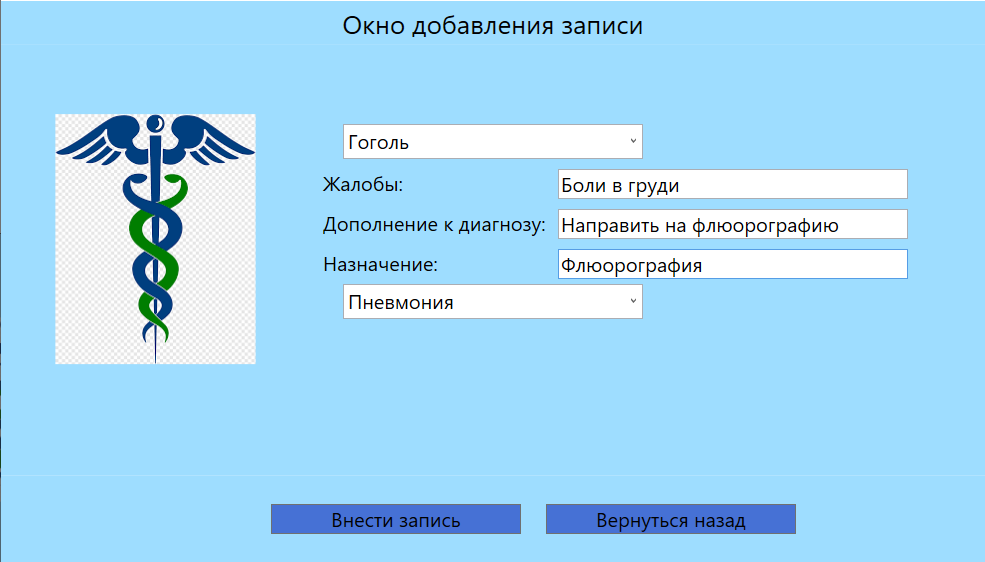 Окно добавления записи
Гоголь
Жалобы: Боли в груди
Дополнение к диагнозу: Направить на флюорографию
Назначение: Флюорография
Пневмония
Внести запись Вернуться назад